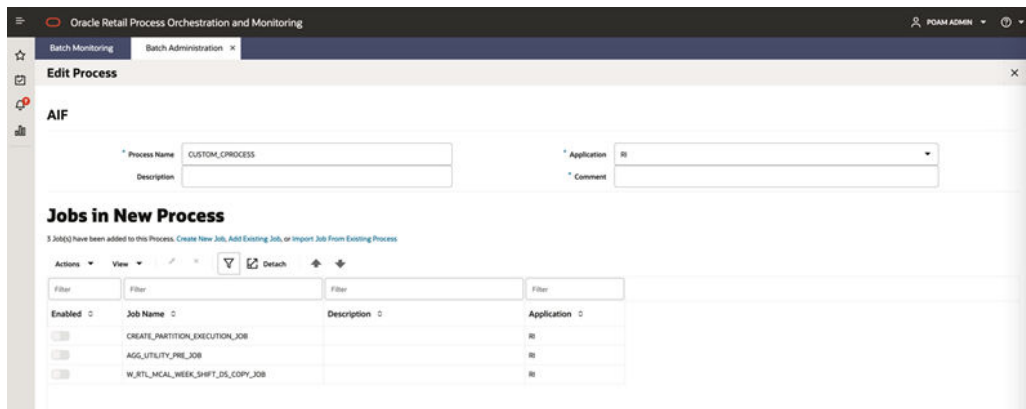 Oracle Retail Process Orchestration and Monitoring
POAM ADMIN
Batch Monitoring
Batch Administration ×
Edit Process
AIF
* Process Name CUSTOM_CPROCESS
* Application RI
Description
* Comment
Jobs in New Process
3 Job(s) have been added to this Process. Create New Job, Add Existing Job, or Import Job From Existing Process
Actions View Detach
Filter Filter Filter Filter
Enabled Job Name Description Application
CREATE_PARTITION_EXECUTION_JOB RI
AGG_UTILITY_PRE_JOB RI
W_RTL_MCAL_WEEK_SHIFT_DS_COPY_JOB RI